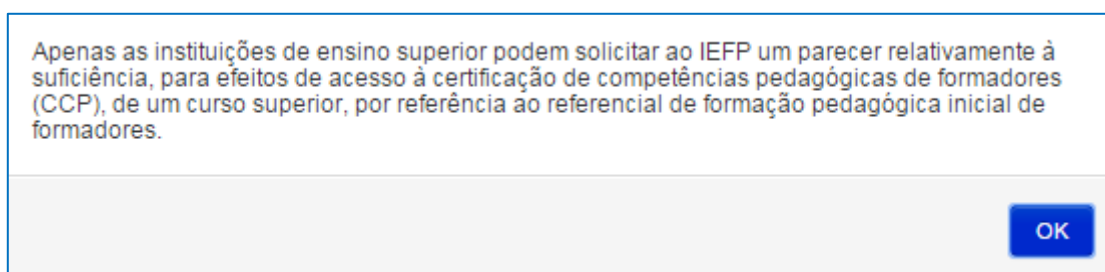 Apenas as instituições de ensino superior podem solicitar ao IEFP um parecer relativamente à
suficiência, para efeitos de acesso à certificação de competências pedagógicas de formadores
(CCP), de um curso superior, por referência ao referencial de formação pedagógica inicial de
formadores.
OK